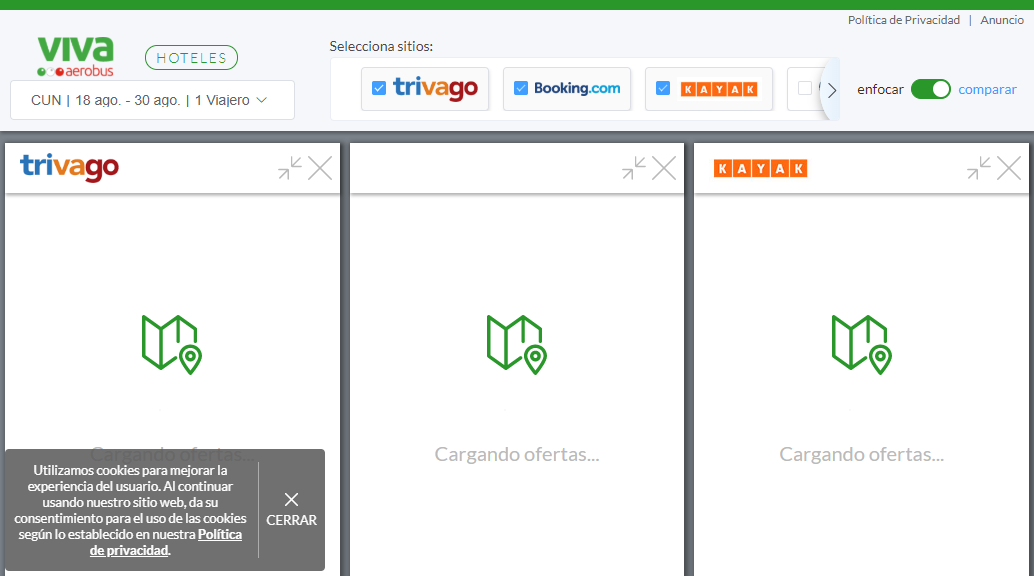 Política de Privacidad | Anuncio
viva
aerobus
HOTELES
Selecciona sitios:
CUN | 18 ago. - 30 ago. | 1 Viajero
trivago
Booking.com
KAYAK
enfocar
comparar
trivago
KAYAK
Cargando ofertas...
Cargando ofertas...
Cargando ofertas...
Utilizamos cookies para mejorar la
experiencia del usuario. Al continuar
usando nuestro sitio web, da su
consentimiento para el uso de las cookies
según lo establecido en nuestra Política
de privacidad.
CERRAR